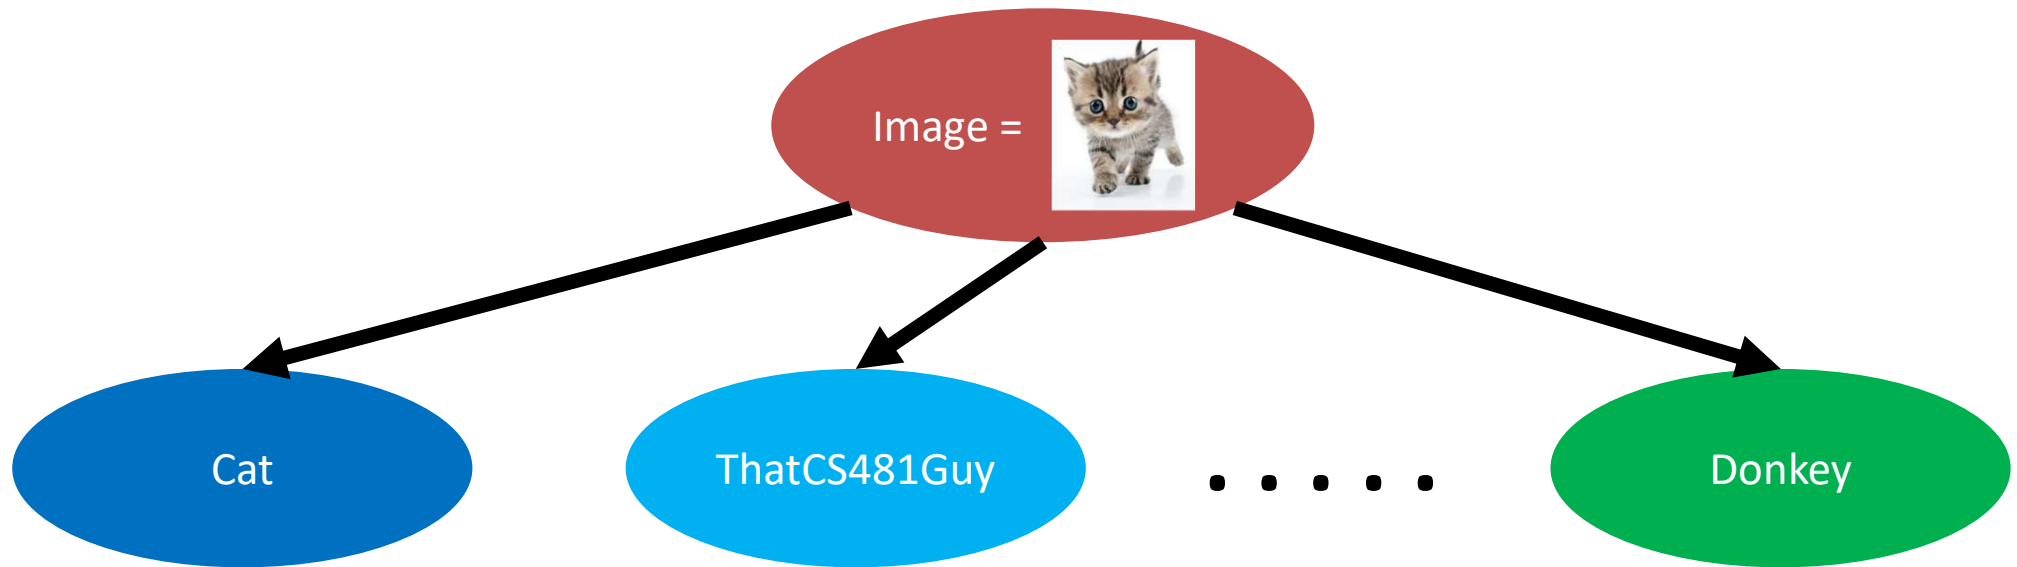 Image =
Cat
ThatCS481Guy
. . . . .
Donkey